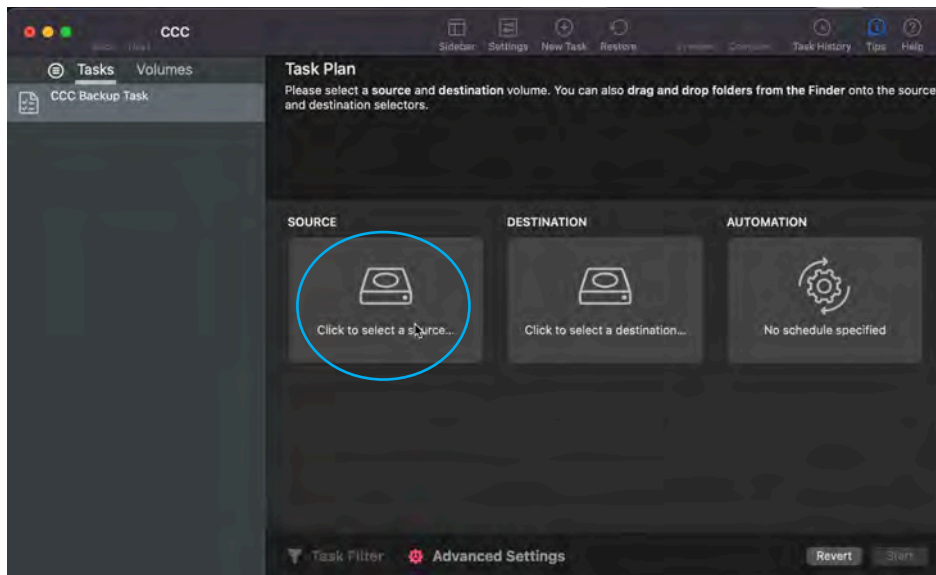 CCC
Sidebar Settings New Task Restore Task History Tips Help
Tasks Volumes
CCC Backup Task
Task Plan
Please select a source and destination volume. You can also drag and drop folders from the Finder onto the source
and destination selectors.
SOURCE DESTINATION AUTOMATION
Click to select a source... Click to select a destination... No schedule specified
Task Filter Advanced Settings Revert Start